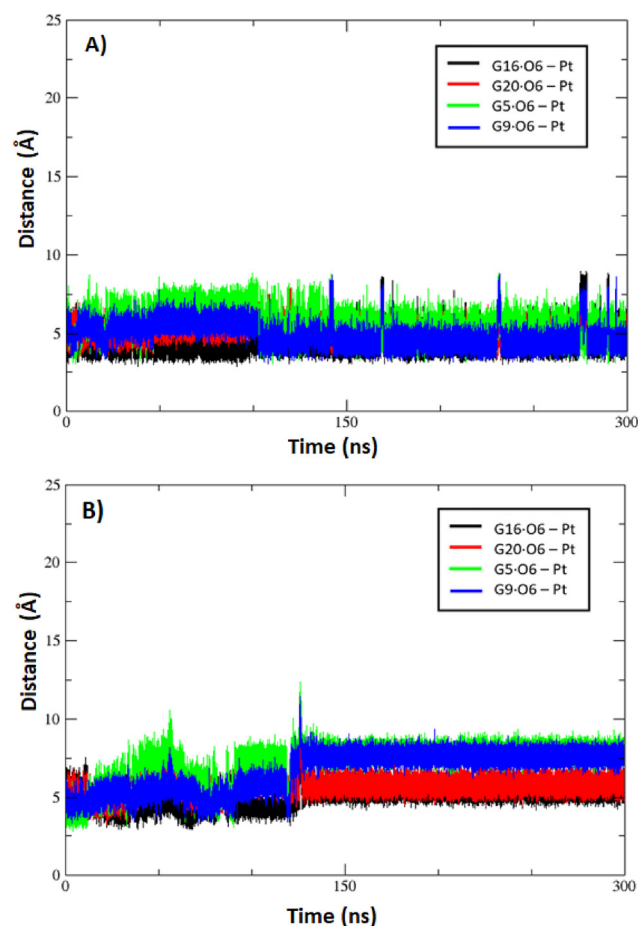 A)
25
20
15
10
5
0
Distance (Å)
G16·O6 – Pt
G20·O6 – Pt
G5·O6 – Pt
G9·O6 – Pt
0
150
300
Time (ns)
B)
25
20
15
10
5
0
Distance (Å)
G16·O6 – Pt
G20·O6 – Pt
G5·O6 – Pt
G9·O6 – Pt
0
150
300
Time (ns)